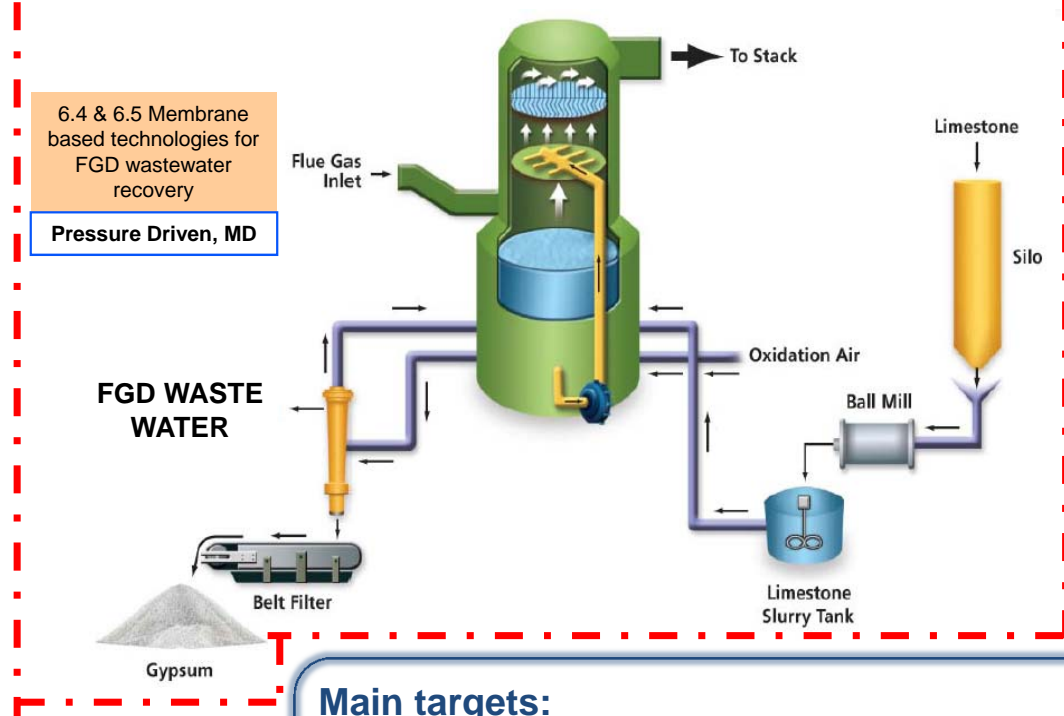 To Stack
6.4 & 6.5 Membrane
based technologies for
FGD wastewater
recovery
Pressure Driven, MD
Flue Gas
Inlet
Limestone
Silo
Oxidation Air
FGD WASTE
WATER
Ball Mill
Belt Filter
Limestone
Slurry Tank
Gypsum
Main targets: